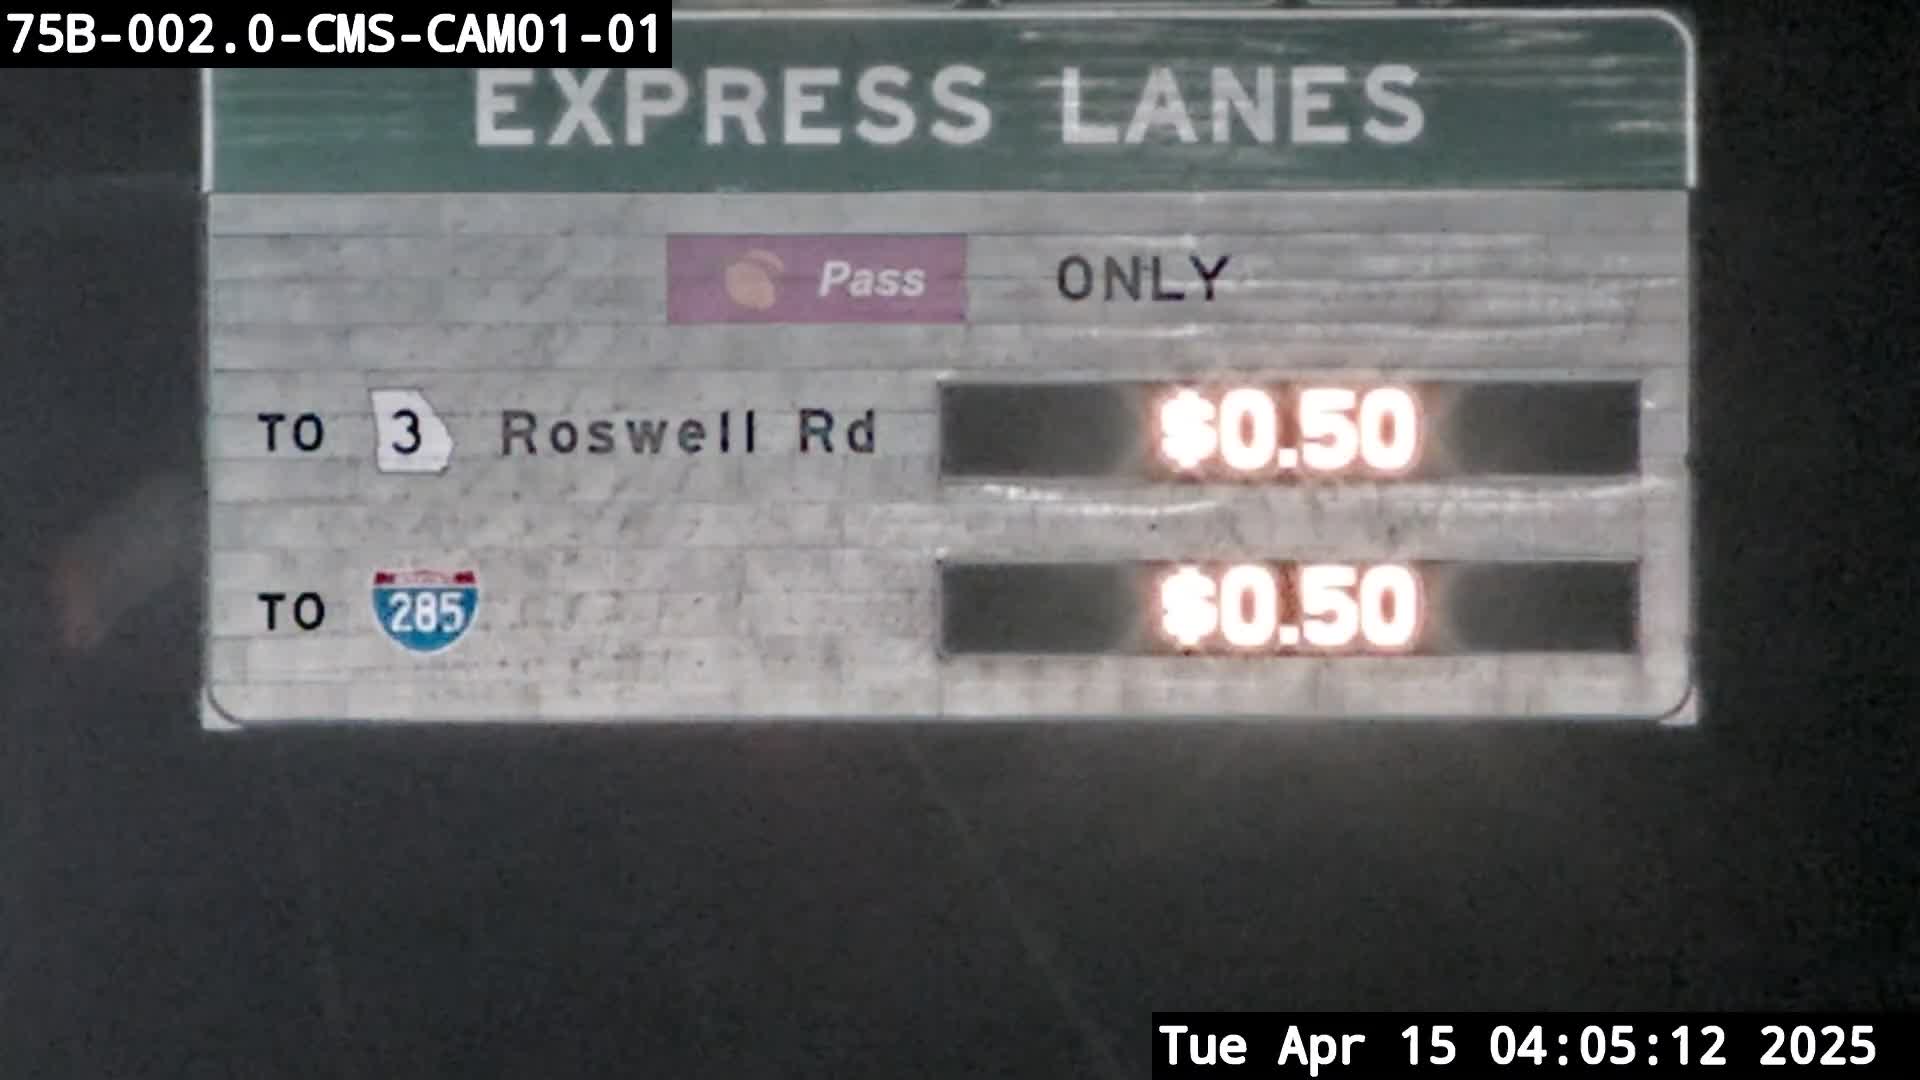 75B-002.0-CMS-CAM01-01
EXPRESS LANES
Pass ONLY
TO 3 Roswell Rd $0.50
TO 285 $0.50
Tue Apr 15 04:05:12 2025